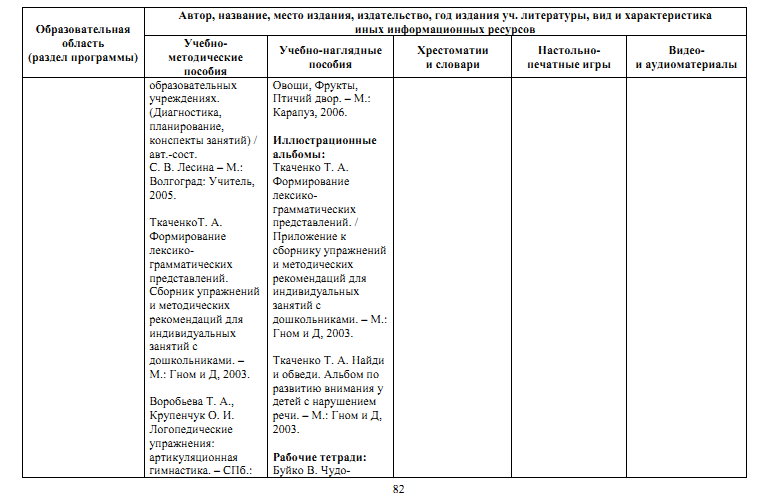 Образовательная
область
(раздел программы)
Автор, название, место издания, издательство, год издания уч. литературы, вид и характеристика
иных информационных ресурсов
Учебно-
методические
пособия
Учебно-наглядные
пособия
Хрестоматии
и словари
Настольно-
печатные игры
Видео-
и аудиоматериалы
образовательных
учреждениях.
(Диагностика,
планирование,
конспекты занятий) /
авт.-сост.
С. В. Лесина – М.:
Волгоград: Учитель,
2005.
ТкаченкоТ. А.
Формирование
лексико-
грамматических
представлений.
Сборник упражнений
и методических
рекомендаций для
индивидуальных
занятий с
дошкольниками. –
М.: Гном и Д, 2003.
Воробьева Т. А.,
Крупенчук О. И.
Логопедические
упражнения:
артикуляционная
гимнастика. – СПб.:
Овощи, Фрукты,
Птичий двор. – М.:
Карапуз, 2006.
Иллюстрационные
альбомы:
Ткаченко Т. А.
Формирование
лексико-
грамматических
представлений. /
Приложение к
сборнику упражнений
и методических
рекомендаций для
индивидуальных
занятий с
дошкольниками. – М.:
Гном и Д, 2003.
Ткаченко Т. А. Найди
и обведи. Альбом по
развитию внимания у
детей с нарушением
речи. – М.: Гном и Д,
2003.
Рабочие тетради:
Буйко В. Чудо-
82